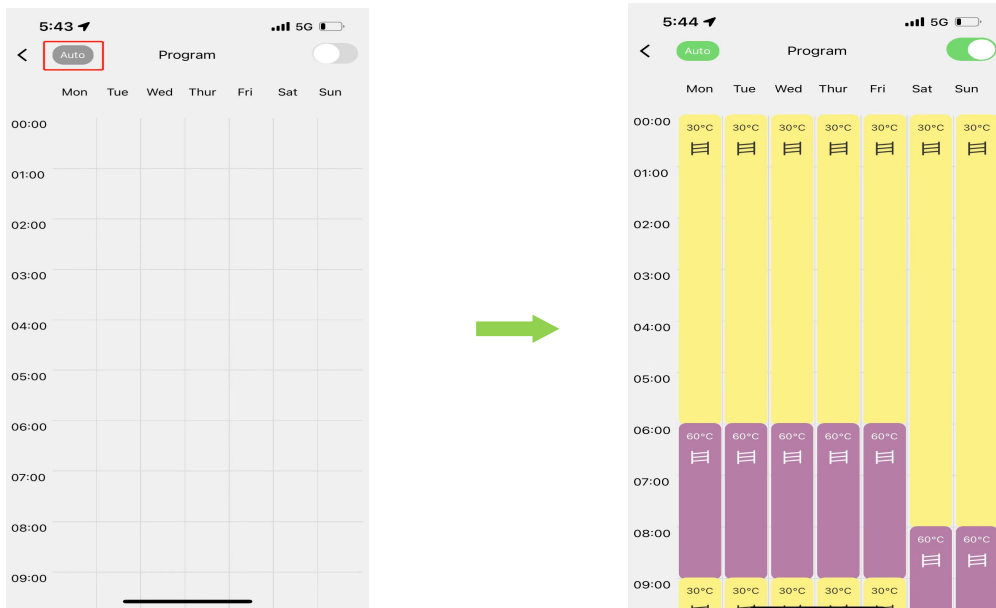 5:43 5G
Auto Program
Mon Tue Wed Thur Fri Sat Sun
00:00
01:00
02:00
03:00
04:00
05:00
06:00
07:00
08:00
09:00
5:44 5G
Auto Program
Mon Tue Wed Thur Fri Sat Sun
00:00 30°C 30°C 30°C 30°C 30°C 30°C 30°C
01:00
02:00
03:00
04:00
05:00
06:00 60°C 60°C 60°C 60°C 60°C
07:00
08:00 60°C 60°C
09:00 30°C 30°C 30°C 30°C 30°C